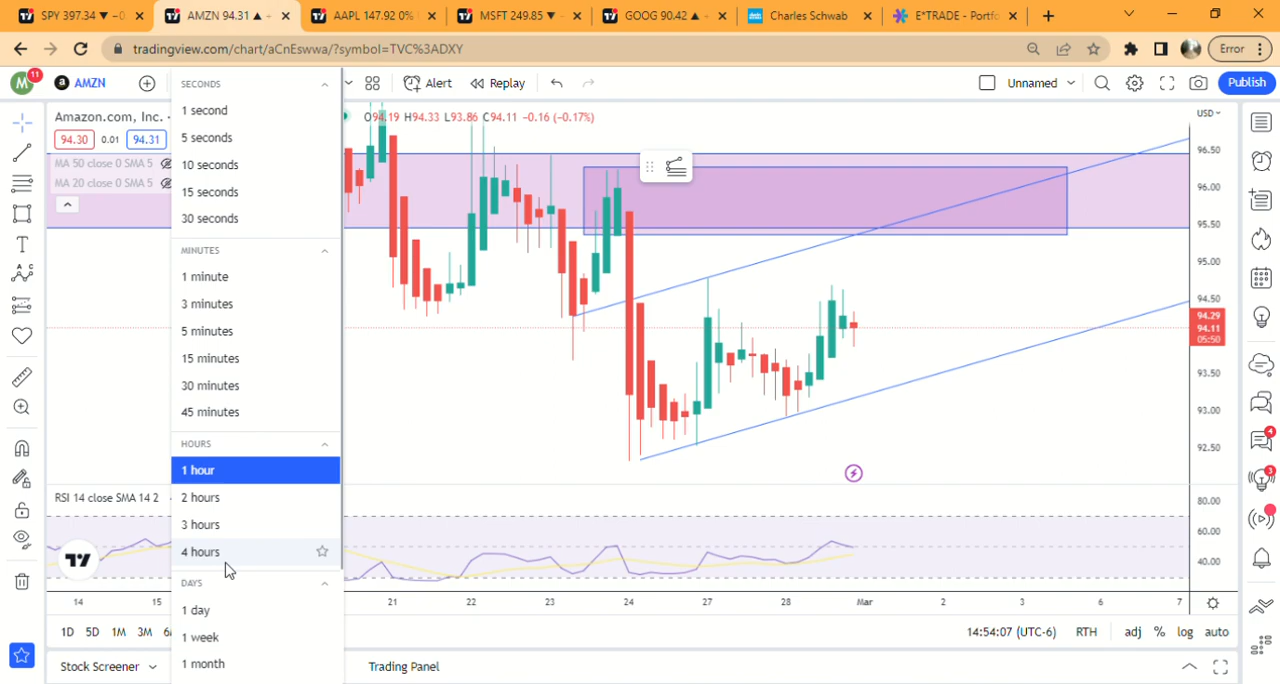 SPY 397.34 ▼ −0
AMZN 94.31 ▲
AAPL 147.92 0%
MSFT 249.85 ▼
GOOG 90.42 ▲
Charles Schwab
E*TRADE - Portfo
tradingview.com/chart/aCnEswwa/?symbol=TVC%3ADXY
Error
M 11
a AMZN
Alert
Replay
Unnamed
Publish
SECONDS
1 second
5 seconds
10 seconds
15 seconds
30 seconds
MINUTES
1 minute
3 minutes
5 minutes
15 minutes
30 minutes
45 minutes
HOURS
1 hour
2 hours
3 hours
4 hours
DAYS
1 day
1 week
1 month
Amazon.com, Inc. ·
O94.19 H94.33 L93.86 C94.11 −0.16 (−0.17%)
94.30 0.01 94.31
MA 50 close 0 SMA 5
MA 20 close 0 SMA 5
USD
96.50
96.00
95.50
95.00
94.50
94.29
94.11
05:50
93.50
93.00
92.50
RSI 14 close SMA 14 2
80.00
60.00
40.00
14 15 21 22 23 24 27 28 Mar 2 3 6 7
1D 5D 1M 3M
14:54:07 (UTC-6) RTH adj % log auto
Stock Screener
Trading Panel
4
3